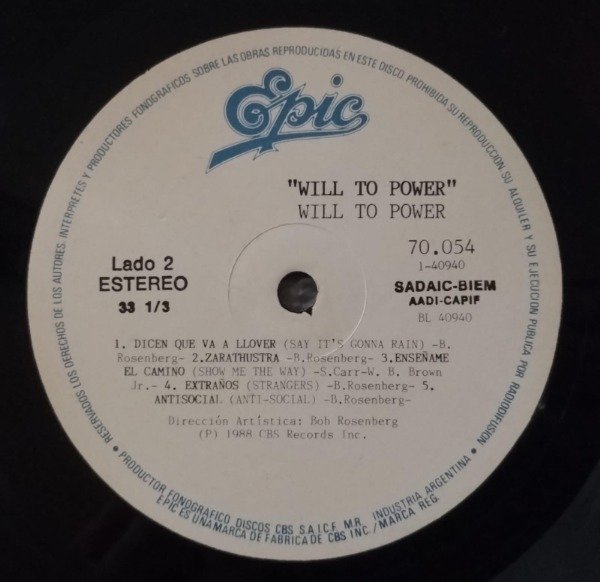 RESERVADOS LOS DERECHOS DE LOS AUTORES. INTERPRETES Y PRODUCTORES FONOGRAFICOS SOBRE LAS OBRAS REPRODUCIDAS EN ESTE DISCO. PROHIBIDA SU REPRODUCCION SU ALQUILER Y SU EJECUCION PUBLICA POR RADIODIFUSION
Epic
"WILL TO POWER"
WILL TO POWER
Lado 2
ESTEREO
33 1/3
70.054
1-40940
SADAIC-BIEM
AADI-CAPIF
BL 40940
1. DICEN QUE VA A LLOVER (SAY IT'S GONNA RAIN) -B.
Rosenberg- 2.ZARATHUSTRA -B.Rosenberg- 3.ENSEÑAME
EL CAMINO (SHOW ME THE WAY) -S.Carr-W. B. Brown
Jr.- 4. EXTRAÑOS (STRANGERS) -B.Rosenberg- 5.
ANTISOCIAL (ANTI-SOCIAL) -B.Rosenberg-
Dirección Artística: Bob Rosenberg
(P) 1988 CBS Records Inc.
• PRODUCTOR FONOGRAFICO DISCOS CBS S.A.I.C.F. M.R. INDUSTRIA ARGENTINA •
EPIC ES UNA MARCA DE FABRICA DE CBS INC./MARCA REG.